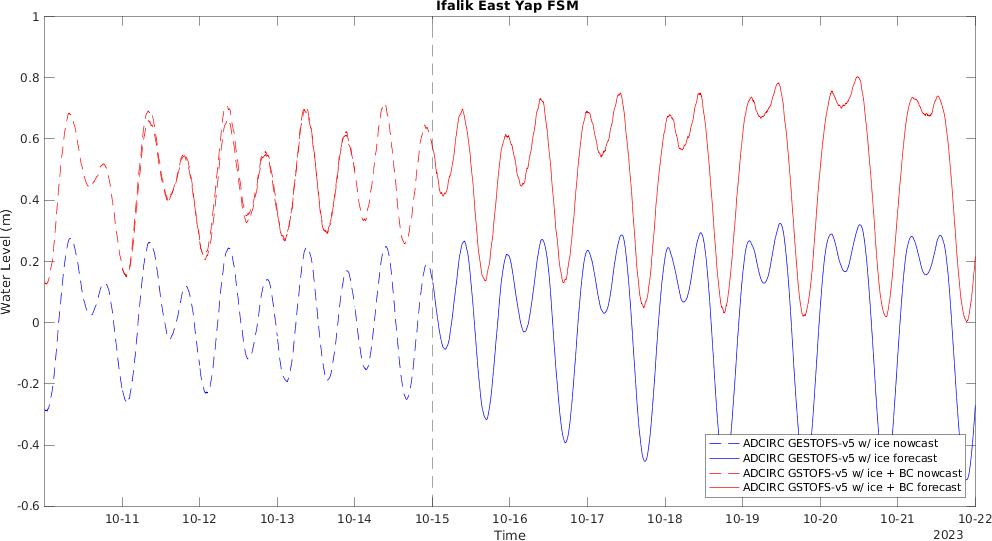 Ifalik East Yap FSM
1
0.8
0.6
0.4
0.2
0
-0.2
-0.4
-0.6
Water Level (m)
ADCIRC GESTOFS-v5 w/ ice nowcast
ADCIRC GESTOFS-v5 w/ ice forecast
ADCIRC GSTOFS-v5 w/ ice + BC nowcast
ADCIRC GSTOFS-v5 w/ ice + BC forecast
10-11 10-12 10-13 10-14 10-15 10-16 10-17 10-18 10-19 10-20 10-21 10-22
Time
2023